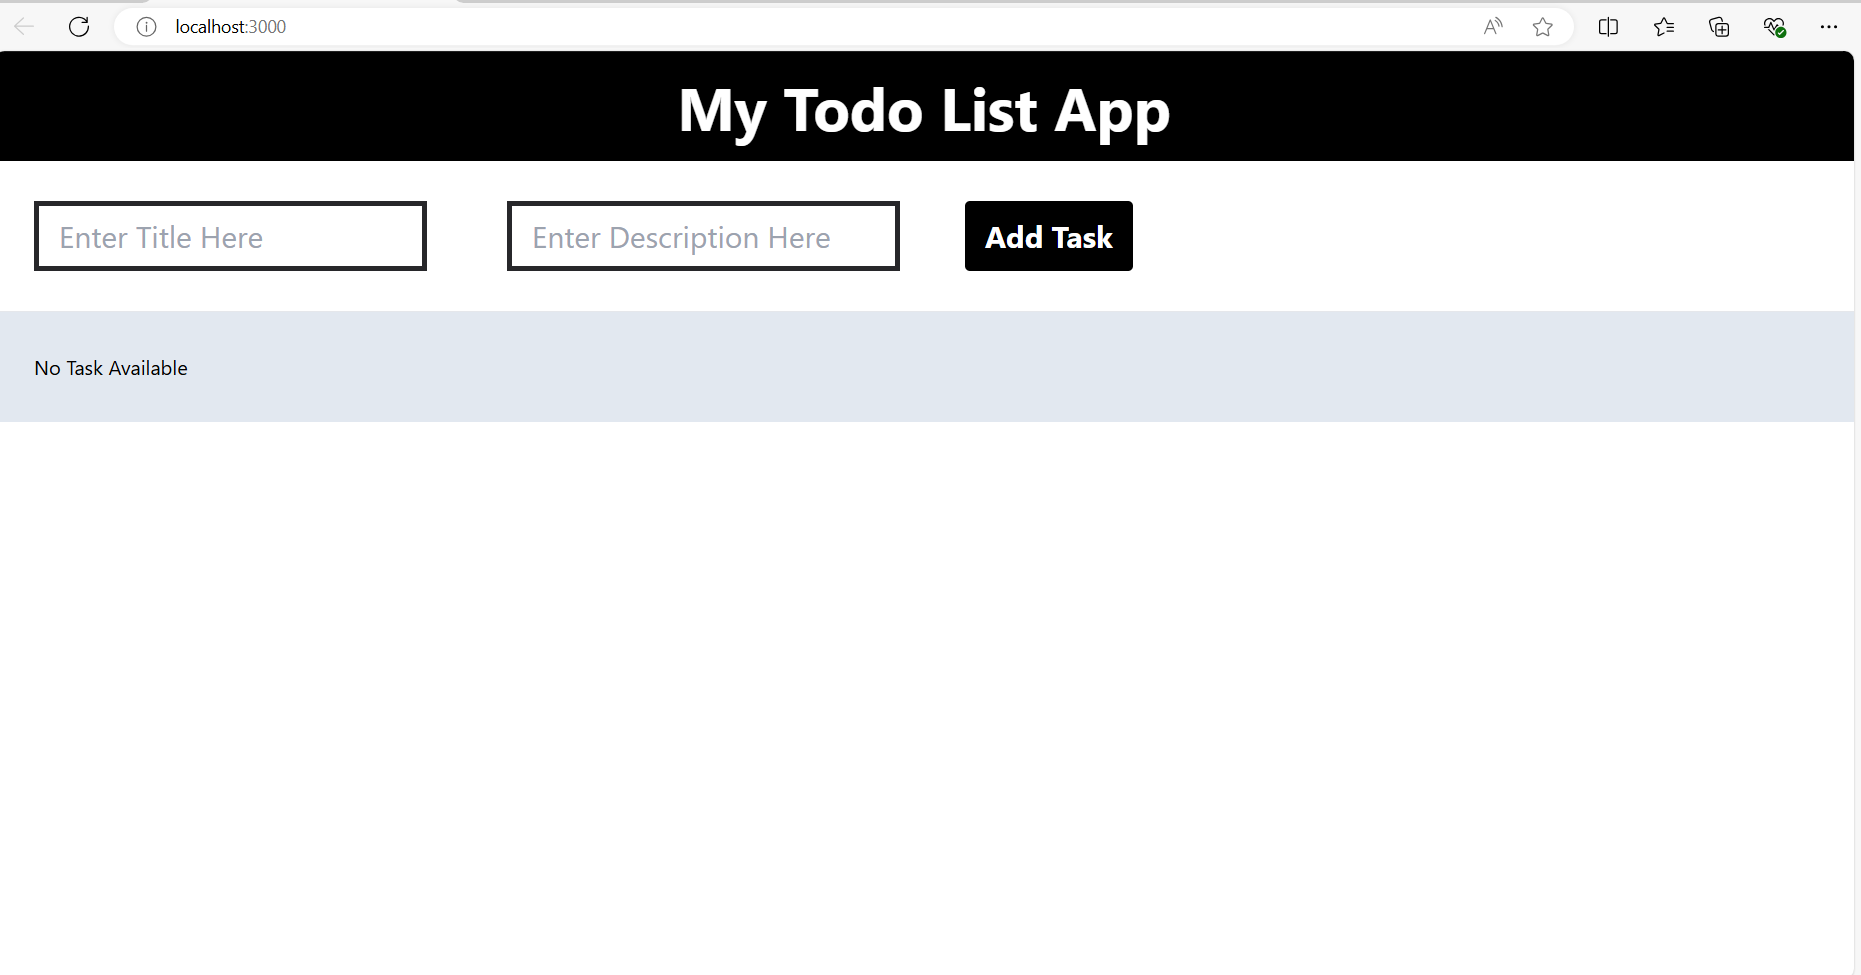 localhost:3000
My Todo List App
Enter Title Here
Enter Description Here
Add Task
No Task Available